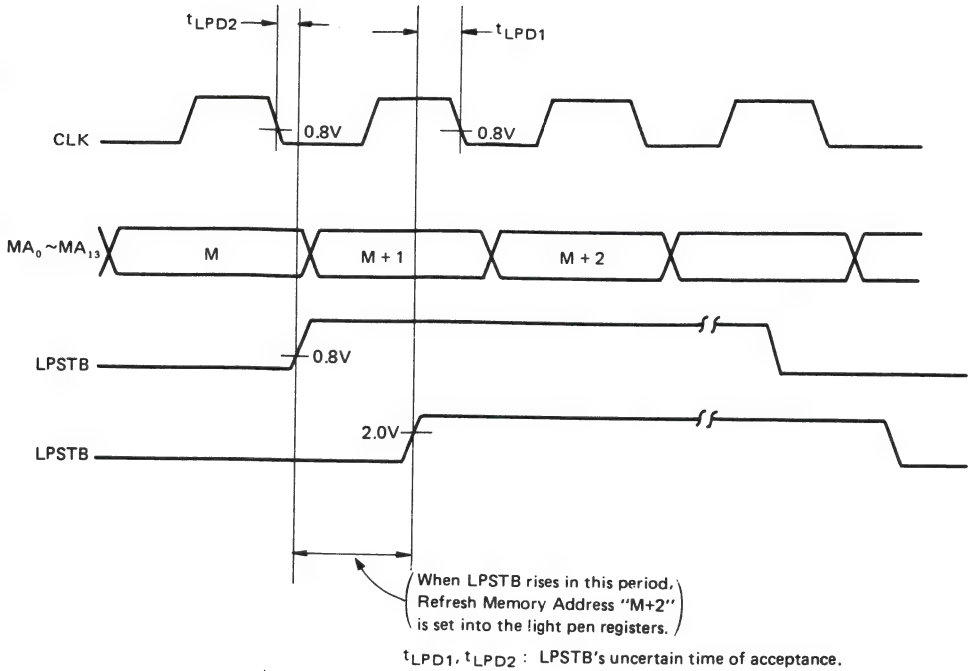 tLPD2
tLPD1
0.8V
0.8V
CLK
MA0~MA13
M
M + 1
M + 2
LPSTB
0.8V
2.0V
LPSTB
When LPSTB rises in this period,
Refresh Memory Address "M+2"
is set into the light pen registers.
tLPD1, tLPD2 : LPSTB's uncertain time of acceptance.